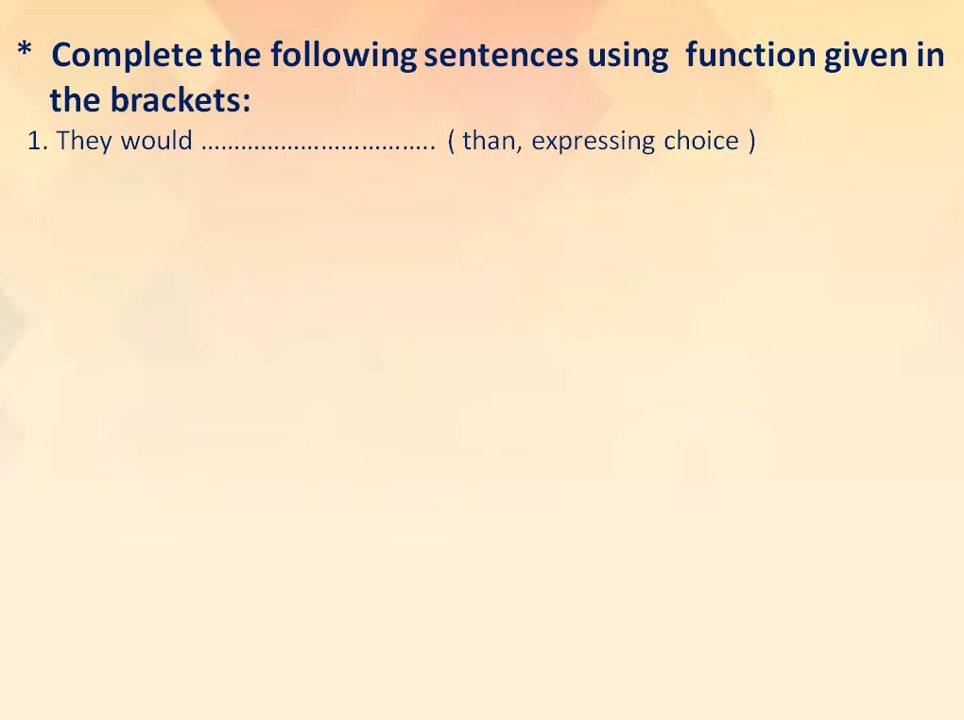 * Complete the following sentences using function given in
the brackets:
1. They would …………………………….. ( than, expressing choice )